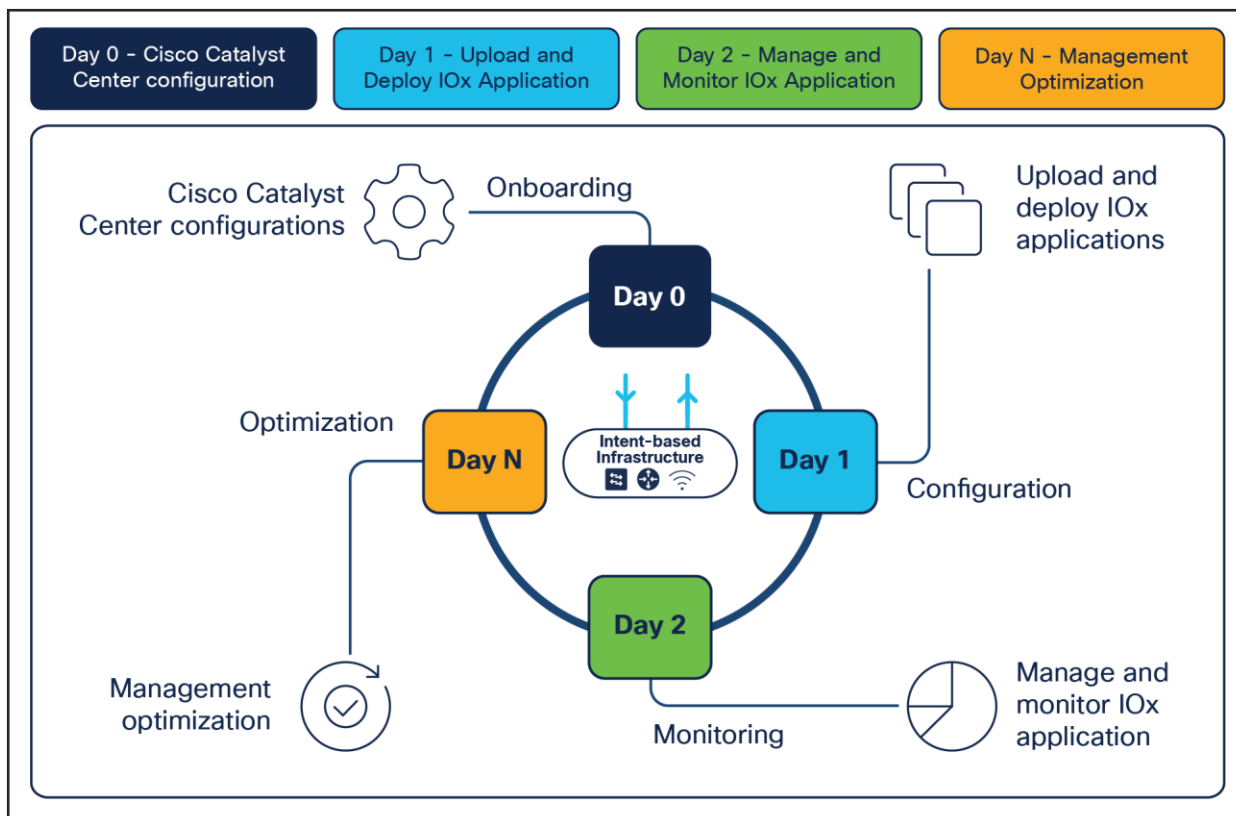 Day 0 - Cisco Catalyst
Center configuration
Day 1 - Upload and
Deploy IOx Application
Day 2 - Manage and
Monitor IOx Application
Day N - Management
Optimization
Cisco Catalyst
Center configurations
Onboarding
Upload and
deploy IOx
applications
Day 0
Optimization
Day N
Intent-based
Infrastructure
Day 1
Configuration
Day 2
Management
optimization
Monitoring
Manage and
monitor IOx
application